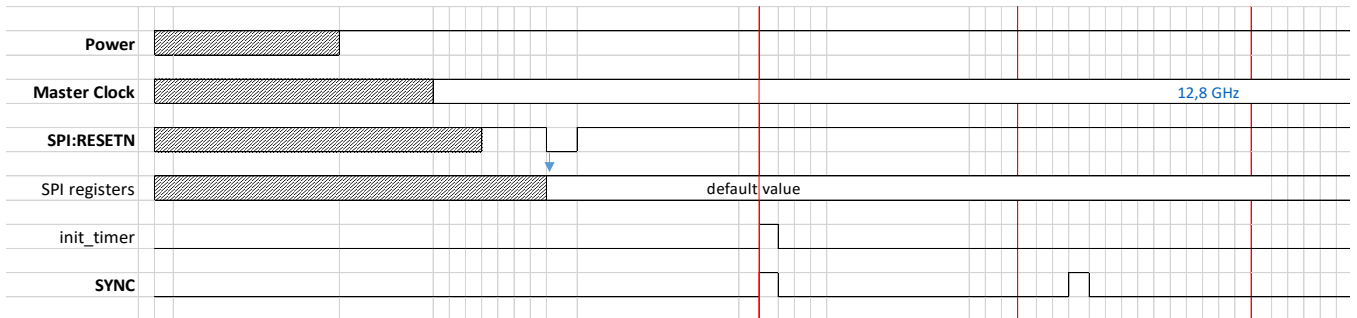 Power
Master Clock
12,8 GHz
SPI:RESETN
SPI registers
default value
init_timer
SYNC